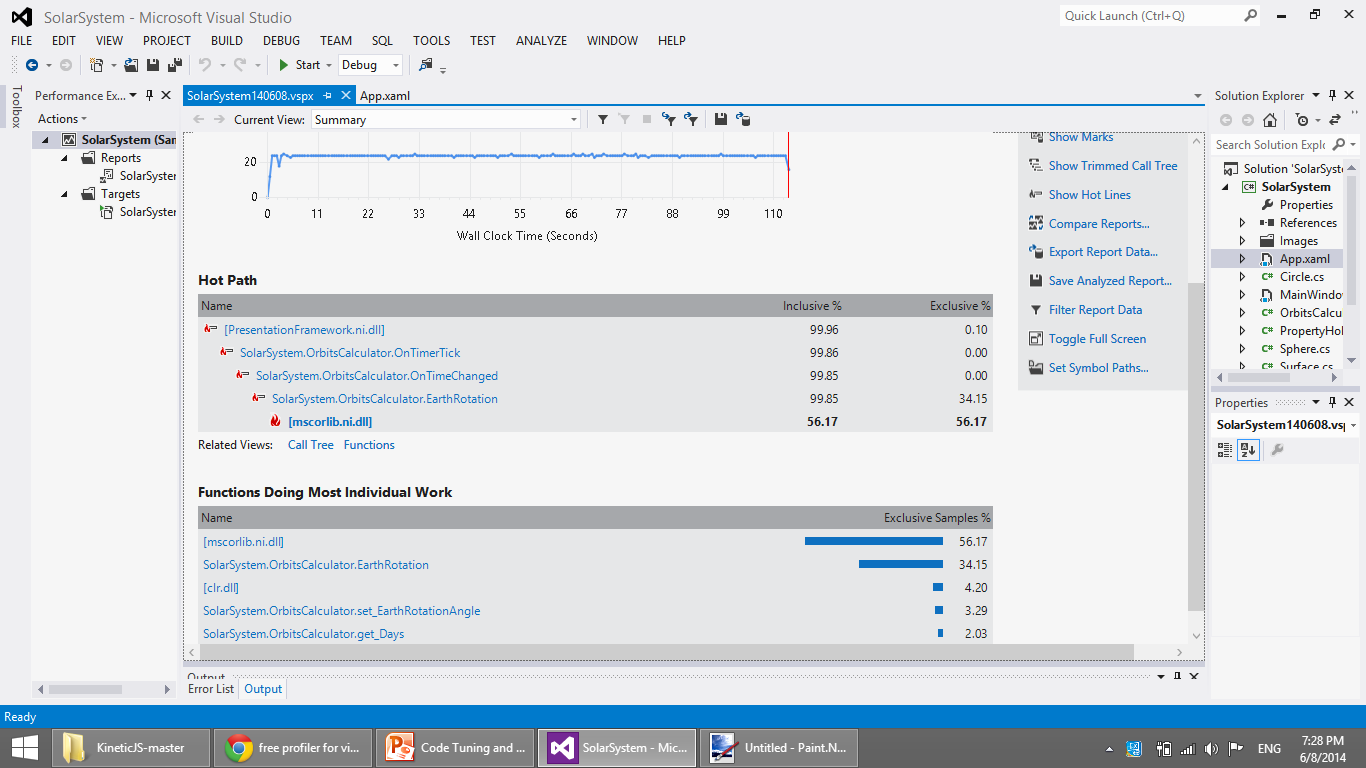 SolarSystem - Microsoft Visual Studio
Quick Launch (Ctrl+Q)
FILE EDIT VIEW PROJECT BUILD DEBUG TEAM SQL TOOLS TEST ANALYZE WINDOW HELP
Start Debug
Toolbox
Performance Ex...
Actions
SolarSystem (San
Reports
SolarSyster
Targets
SolarSyster
SolarSystem140608.vspx App.xaml
Current View: Summary
20
0
0 11 22 33 44 55 66 77 88 99 110
Wall Clock Time (Seconds)
Hot Path
Name Inclusive % Exclusive %
[PresentationFramework.ni.dll] 99.96 0.10
SolarSystem.OrbitsCalculator.OnTimerTick 99.86 0.00
SolarSystem.OrbitsCalculator.OnTimeChanged 99.85 0.00
SolarSystem.OrbitsCalculator.EarthRotation 99.85 34.15
[mscorlib.ni.dll] 56.17 56.17
Related Views: Call Tree Functions
Functions Doing Most Individual Work
Name Exclusive Samples %
[mscorlib.ni.dll] 56.17
SolarSystem.OrbitsCalculator.EarthRotation 34.15
[clr.dll] 4.20
SolarSystem.OrbitsCalculator.set_EarthRotationAngle 3.29
SolarSystem.OrbitsCalculator.get_Days 2.03
Show Marks
Show Trimmed Call Tree
Show Hot Lines
Compare Reports...
Export Report Data...
Save Analyzed Report...
Filter Report Data
Toggle Full Screen
Set Symbol Paths...
Solution Explorer
Search Solution Explo
Solution 'SolarSyste
SolarSystem
Properties
References
Images
App.xaml
Circle.cs
MainWindo
OrbitsCalcu
PropertyHol
Sphere.cs
Surface.cs
Properties
SolarSystem140608.vsp
Output
Error List Output
Ready
KineticJS-master
free profiler for vi...
Code Tuning and ...
SolarSystem - Mic...
Untitled - Paint.N...
ENG
7:28 PM
6/8/2014